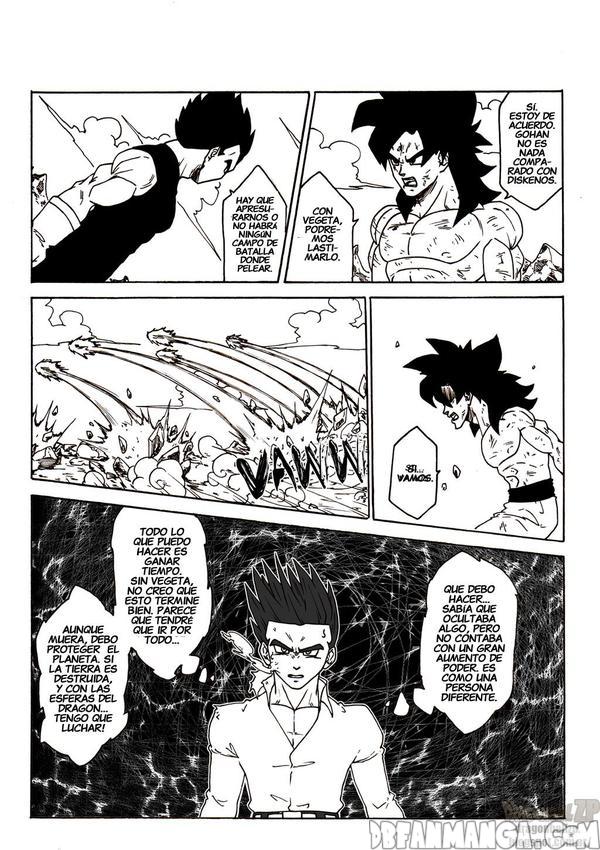 SI.
ESTOY DE
ACUERDO.
GOHAN
NO ES
NADA
COMPA-
RADO CON
DISKENOS.
CON
VEGETA,
PODRE-
MOS
LASTI-
MARLO.
HAY QUE
APRESU-
RARNOS O
NO HABRÁ
NINGÚN
CAMPO DE
BATALLA
DONDE
PELEAR.
SI...
VAMOS.
QUE DEBO
HACER...
SABÍA QUE
OCULTABA
ALGO, PERO
NO CONTABA
CON UN GRAN
AUMENTO DE
PODER. ES
COMO UNA
PERSONA
DIFERENTE.
TODO LO
QUE PUEDO
HACER ES
GANAR
TIEMPO.
SIN VEGETA,
NO CREO QUE
ESTO TERMINE
BIEN. PARECE
QUE TENDRÉ
QUE IR POR
TODO...
AUNQUE
MUERA, DEBO
PROTEGER EL
PLANETA. SI
LA TIERRA ES
DESTRUIDA,
Y CON LAS
ESFERAS DEL
DRAGON...
TENGO QUE
LUCHAR!
DBFANMANGA.COM